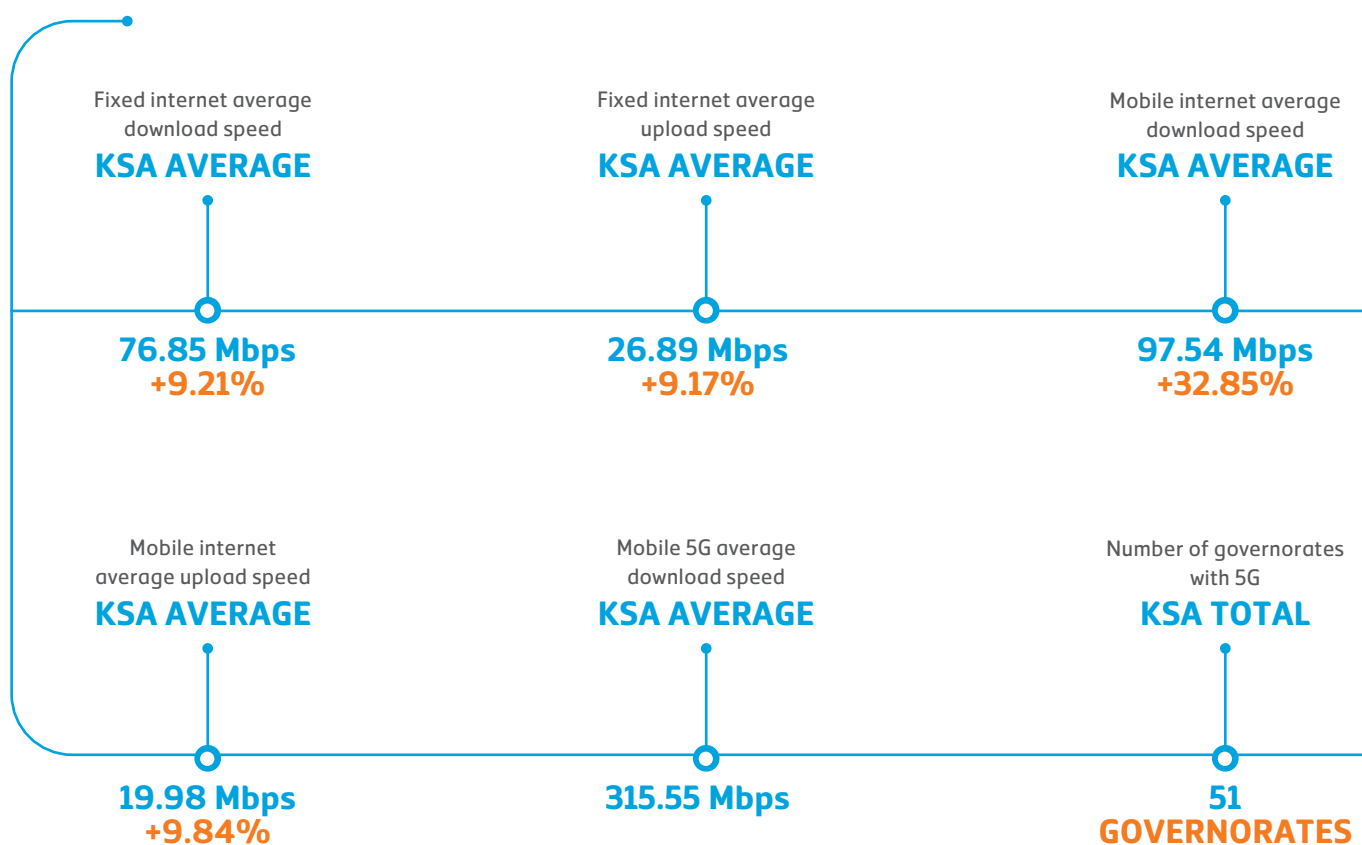 Fixed internet average
download speed
KSA AVERAGE
76.85 Mbps
+9.21%
Fixed internet average
upload speed
KSA AVERAGE
26.89 Mbps
+9.17%
Mobile internet average
download speed
KSA AVERAGE
97.54 Mbps
+32.85%
Mobile internet
average upload speed
KSA AVERAGE
19.98 Mbps
+9.84%
Mobile 5G average
download speed
KSA AVERAGE
315.55 Mbps
Number of governorates
with 5G
KSA TOTAL
51
GOVERNORATES